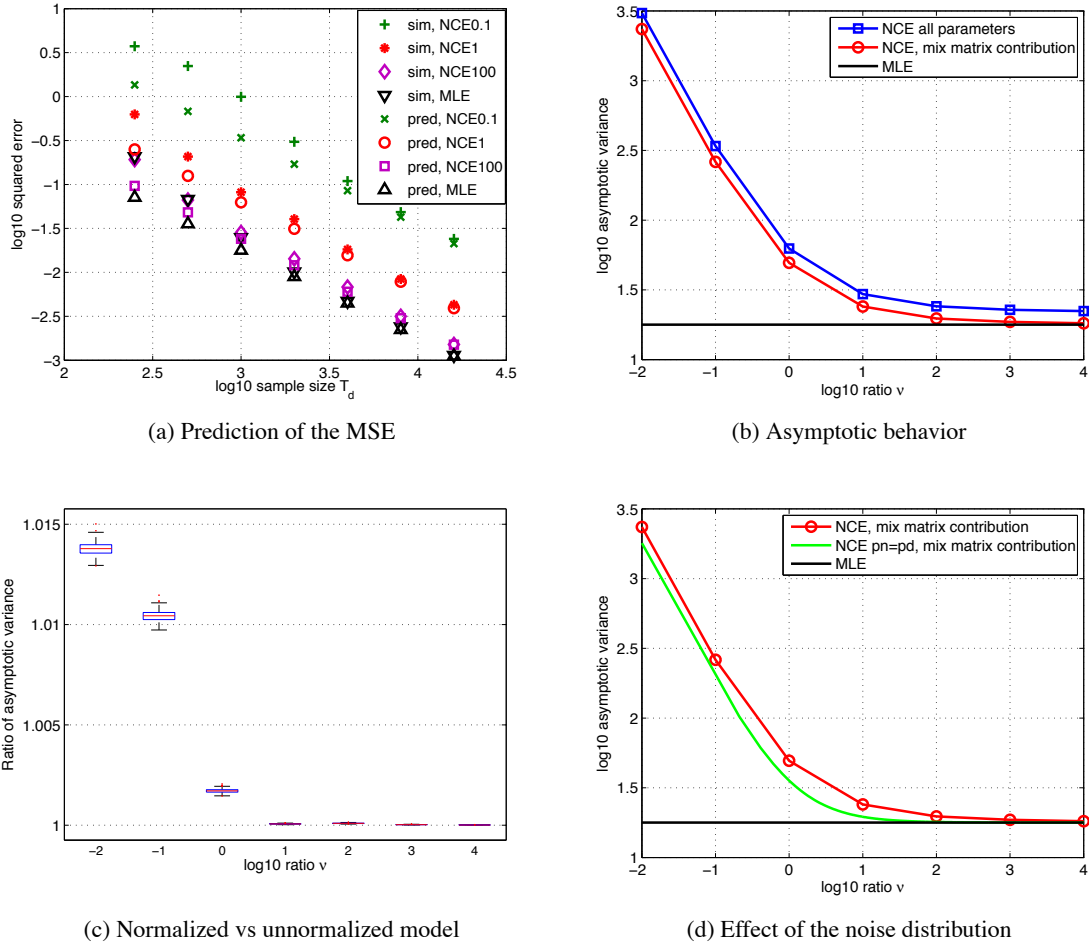 sim, NCE0.1
sim, NCE1
sim, NCE100
sim, MLE
pred, NCE0.1
pred, NCE1
pred, NCE100
pred, MLE
log10 squared error
1
0.5
0
−0.5
−1
−1.5
−2
−2.5
−3
2 2.5 3 3.5 4 4.5
log10 sample size T_d
(a) Prediction of the MSE
NCE all parameters
NCE, mix matrix contribution
MLE
log10 asymptotic variance
3.5
3
2.5
2
1.5
1
−2 −1 0 1 2 3 4
log10 ratio ν
(b) Asymptotic behavior
Ratio of asymptotic variance
1.015
1.01
1.005
1
−2 −1 0 1 2 3 4
log10 ratio ν
(c) Normalized vs unnormalized model
NCE, mix matrix contribution
NCE pn=pd, mix matrix contribution
MLE
log10 asymptotic variance
3.5
3
2.5
2
1.5
1
−2 −1 0 1 2 3 4
log10 ratio ν
(d) Effect of the noise distribution